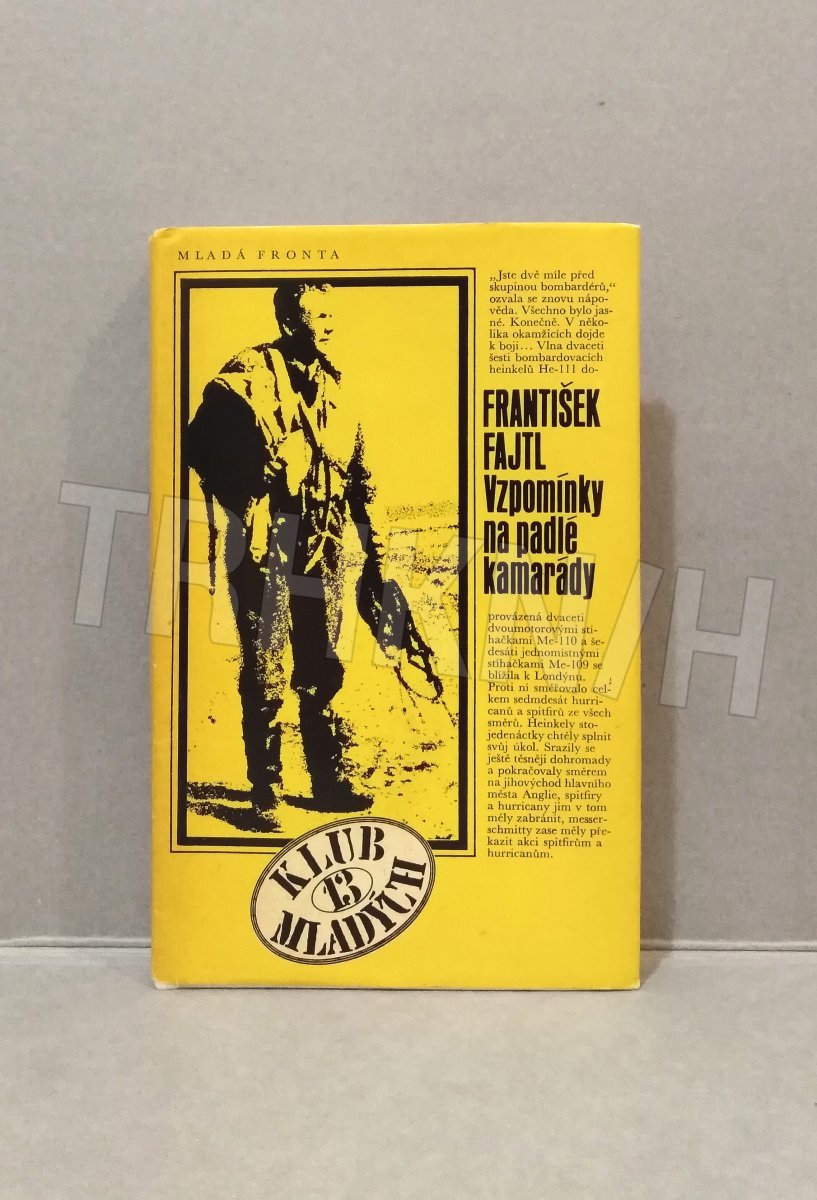 MLADÁ FRONTA
„Jste dvě míle před
skupinou bombardérů,“
ozvala se znovu nápo-
věda. Všechno bylo jas-
né. Konečně. V něko-
lika okamžicích dojde
k boji... Vlna dvaceti
šesti bombardovacích
heinkelů He-111 do-
FRANTIŠEK
FAJTL
Vzpomínky
na padlé
kamarády
provázená dvaceti
dvoumotorovými stí-
hačkami Me-110 a še-
desáti jednomístnými
stíhačkami Me-109 se
blížila k Londýnu.
Proti ní směřovalo cel-
kem sedmdesát hurri-
canů a spitfirů ze všech
směrů. Heinkely sto-
jedenáctky chtěly splnit
svůj úkol. Srazily se
ještě těsněji dohromady
a pokračovaly směrem
na jihovýchod hlavního
města Anglie, spitfiry
a hurricany jim v tom
měly zabránit, messer-
schmitty zase měly pře-
kazit akci spitfirům a
hurricanům.
KLUB
13
MLADÝCH
TRHKNIH